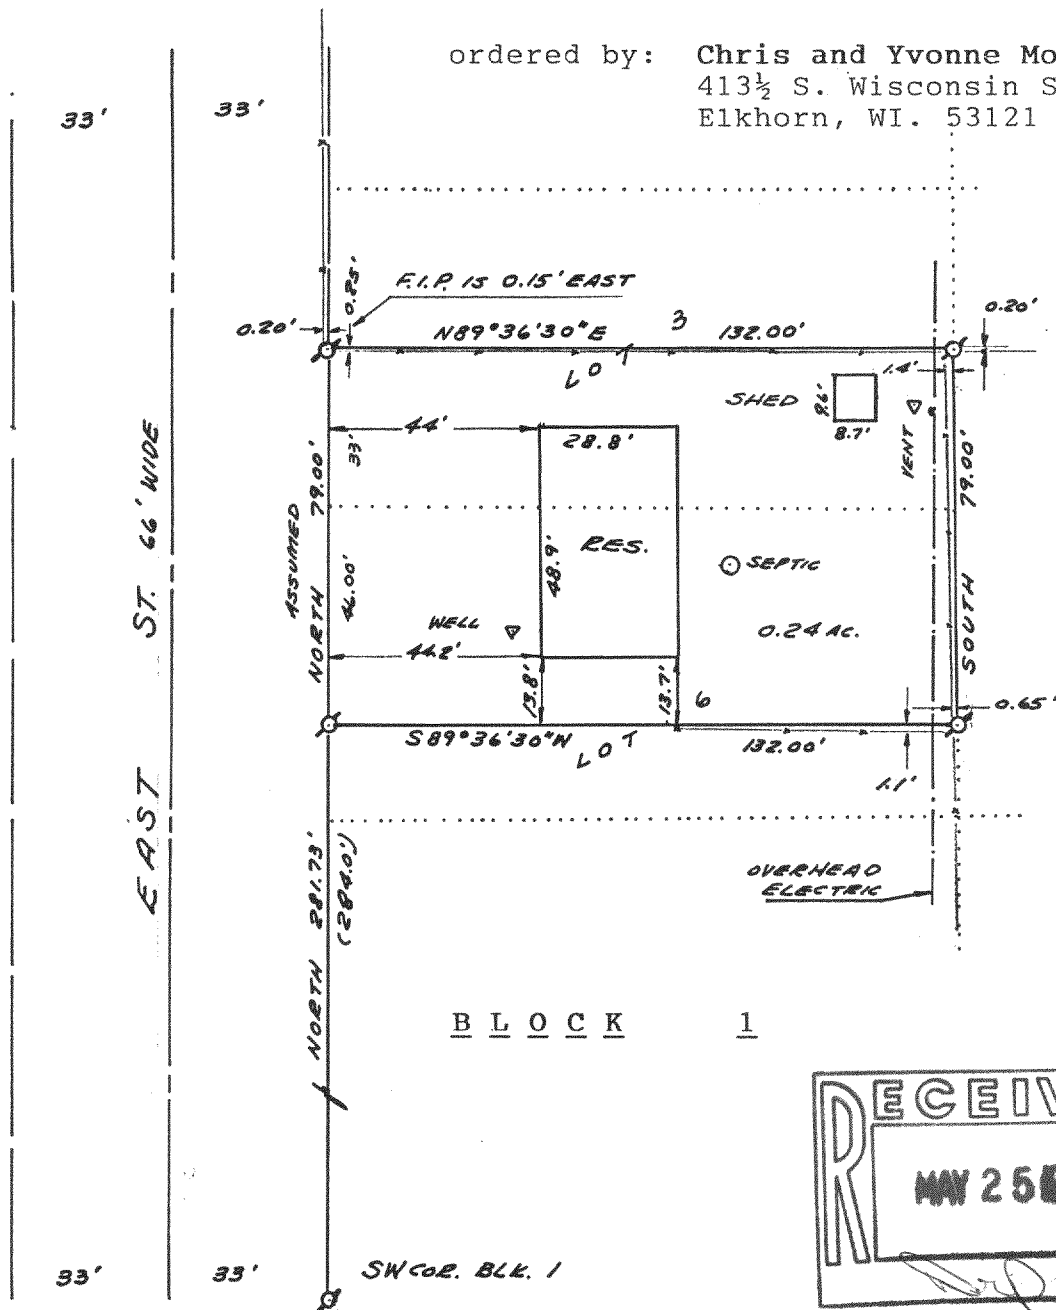 ordered by: Chris and Yvonne Mo
413½ S. Wisconsin S
Elkhorn, WI. 53121
33'
33'
F.I.P. IS 0.15' EAST
0.85'
0.20'
0.20'
N89°36'30"E
3
132.00'
LOT
1.4'
SHED
9.6'
8.7'
VENT
44'
33'
28.8'
79.00'
79.00'
EAST ST. 66' WIDE
ASSUMED
NORTH
46.00'
48.9'
RES.
SEPTIC
WELL
0.24 AC.
SOUTH
44.2'
13.8'
13.7'
6
0.65'
S89°36'30"W
LOT
132.00'
1.1'
NORTH 281.73'
(284.0')
OVERHEAD
ELECTRIC
BLOCK 1
RECEIV
MAY 25
33'
33'
SW COR. BLK. 1